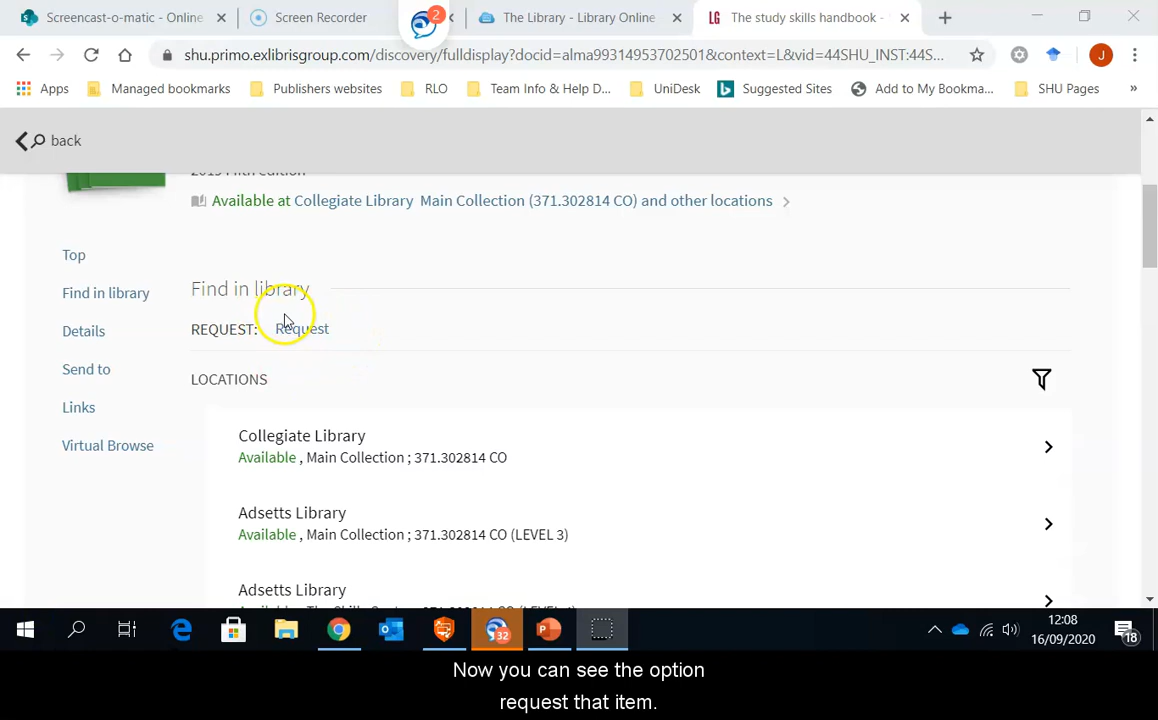 Screencast-o-matic - Online
Screen Recorder
2
The Library - Library Online
LG
The study skills handbook -
shu.primo.exlibrisgroup.com/discovery/fulldisplay?docid=alma99314953702501&context=L&vid=44SHU_INST:44S...
J
Apps
Managed bookmarks
Publishers websites
RLO
Team Info & Help D...
UniDesk
Suggested Sites
Add to My Bookma...
SHU Pages
»
back
Available at Collegiate Library Main Collection (371.302814 CO) and other locations
Top
Find in library
Details
Send to
Links
Virtual Browse
Find in library
REQUEST: Request
LOCATIONS
Collegiate Library
Available , Main Collection ; 371.302814 CO
Adsetts Library
Available , Main Collection ; 371.302814 CO (LEVEL 3)
Adsetts Library
32
12:08
16/09/2020
18
Now you can see the option
request that item.